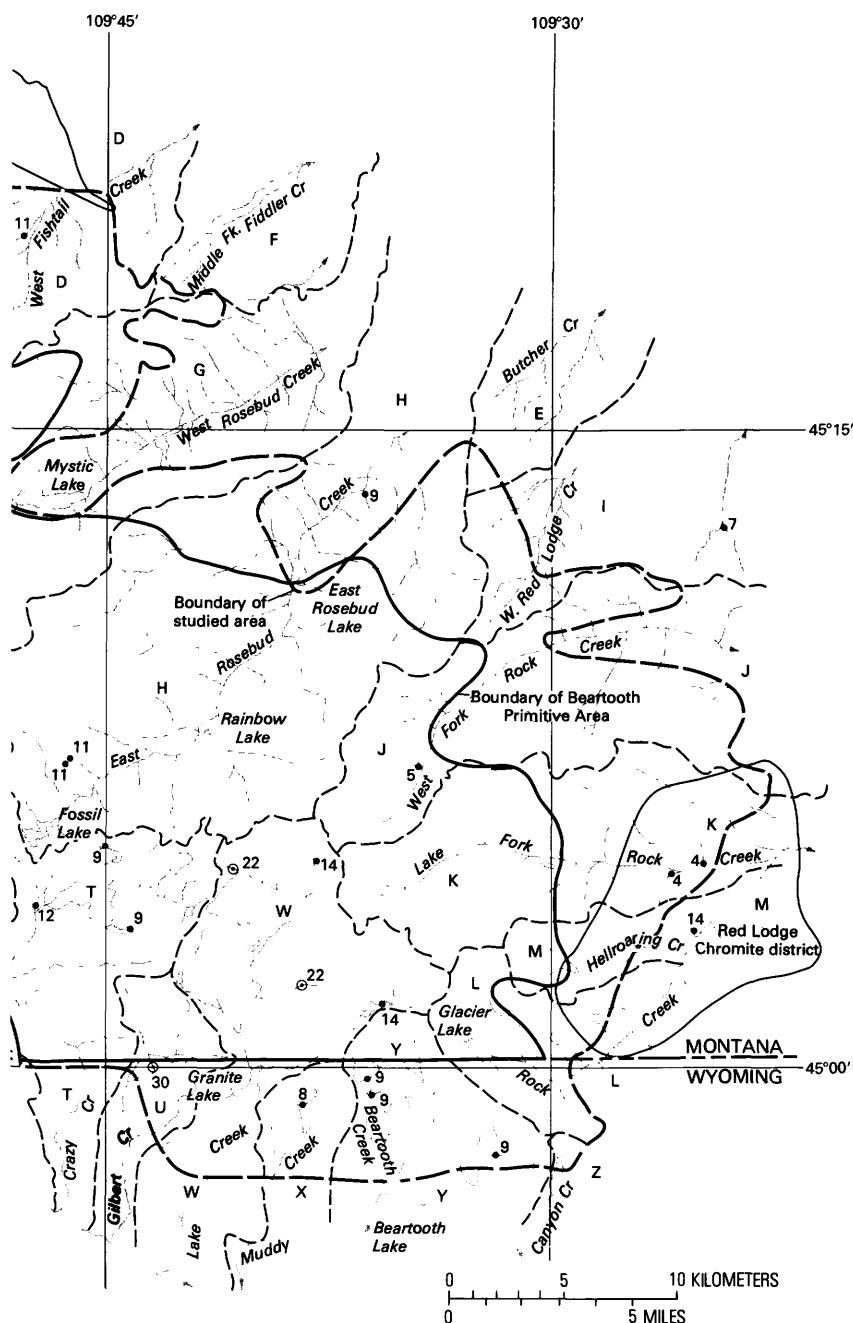 109°45'
109°30'
D
Creek
Fishtail
11
West
D
Middle Fk. Fiddler Cr
F
G
West Rosebud Creek
H
Butcher Cr
E
45°15'
Mystic
Lake
Creek
9
W. Red Lodge Cr
I
7
Boundary of
studied area
East
Rosebud
Lake
Rosebud
Rock
Creek
J
H
Boundary of Beartooth
Primitive Area
Fork
Rainbow
Lake
J
5
West
11
11
East
Fossil
Lake
9
22
14
Lake
Fork
K
Rock
K
4
Creek
4
T
12
9
W
M
Hellroaring Cr
14
M
Red Lodge
Chromite district
22
L
14
Glacier
Lake
Creek
Y
MONTANA
WYOMING
45°00'
30
Granite
Lake
9
9
Rock
L
T
Cr
U
8
Crazy
Cr
Gilbert
Creek
Creek
Beartooth
Creek
9
Z
W
X
Y
Canyon Cr
Lake
Muddy
Beartooth
Lake
0 5 10 KILOMETERS
0 5 MILES